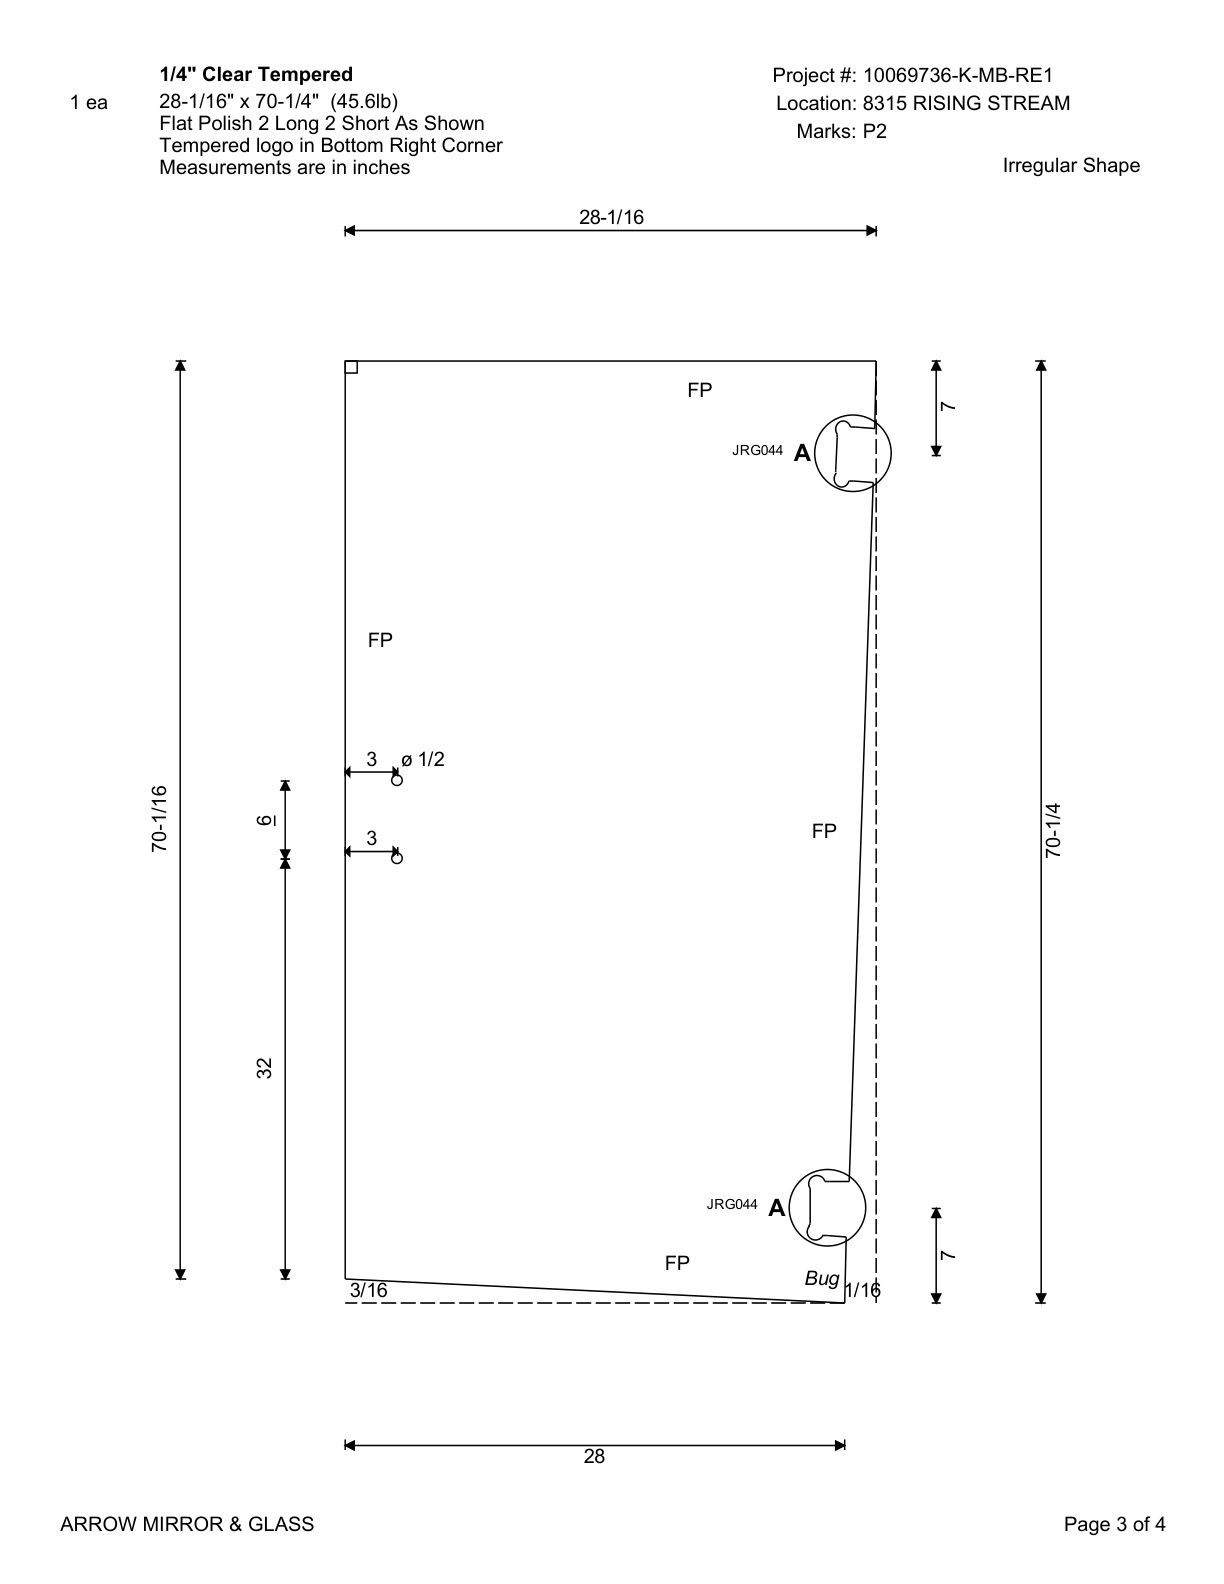 1/4" Clear Tempered
1 ea
28-1/16" x 70-1/4"  (45.6lb)
Flat Polish 2 Long 2 Short As Shown
Tempered logo in Bottom Right Corner
Measurements are in inches
Project #: 10069736-K-MB-RE1
Location: 8315 RISING STREAM
Marks: P2
Irregular Shape
28-1/16
FP
7
JRG044 A
FP
3 ø 1/2
70-1/16
6
3
FP
70-1/4
32
JRG044 A
7
FP
Bug
3/16
1/16
28
ARROW MIRROR & GLASS
Page 3 of 4